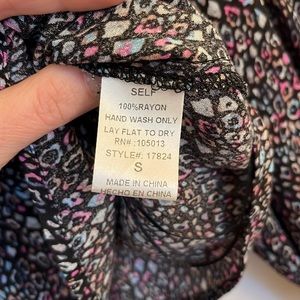 SELF
100%RAYON
HAND WASH ONLY
LAY FLAT TO DRY
RN#:105013
STYLE#: 17824
S
MADE IN CHINA
HECHO EN CHINA